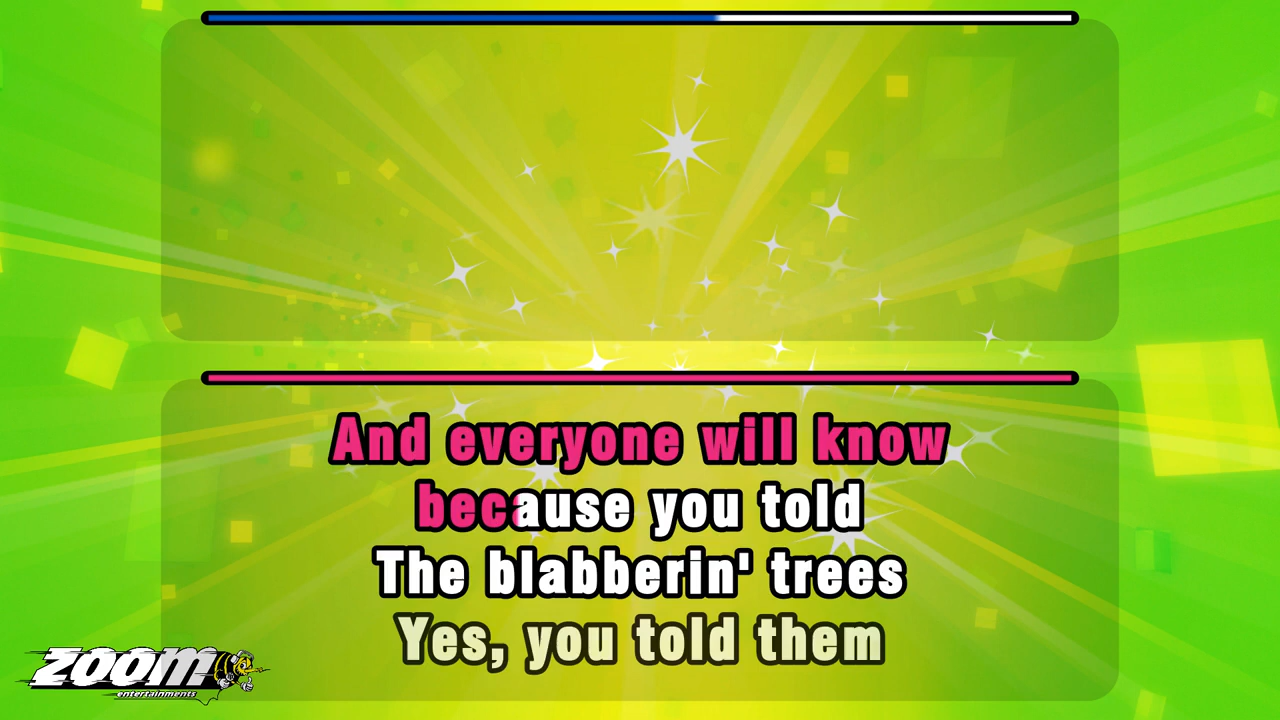 And everyone will know
because you told
The blabberin' trees
Yes, you told them
zoom
entertainments